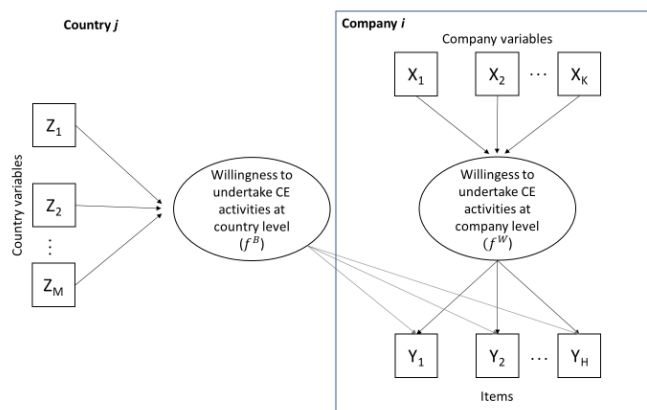 Country j
Company i
Company variables
X1
X2
...
XK
Country variables
Z1
Z2
⋮
ZM
Willingness to
undertake CE
activities at
country level
(f^B)
Willingess to
undertake CE
activities at
company level
(f^W)
Y1
Y2
...
YH
Items